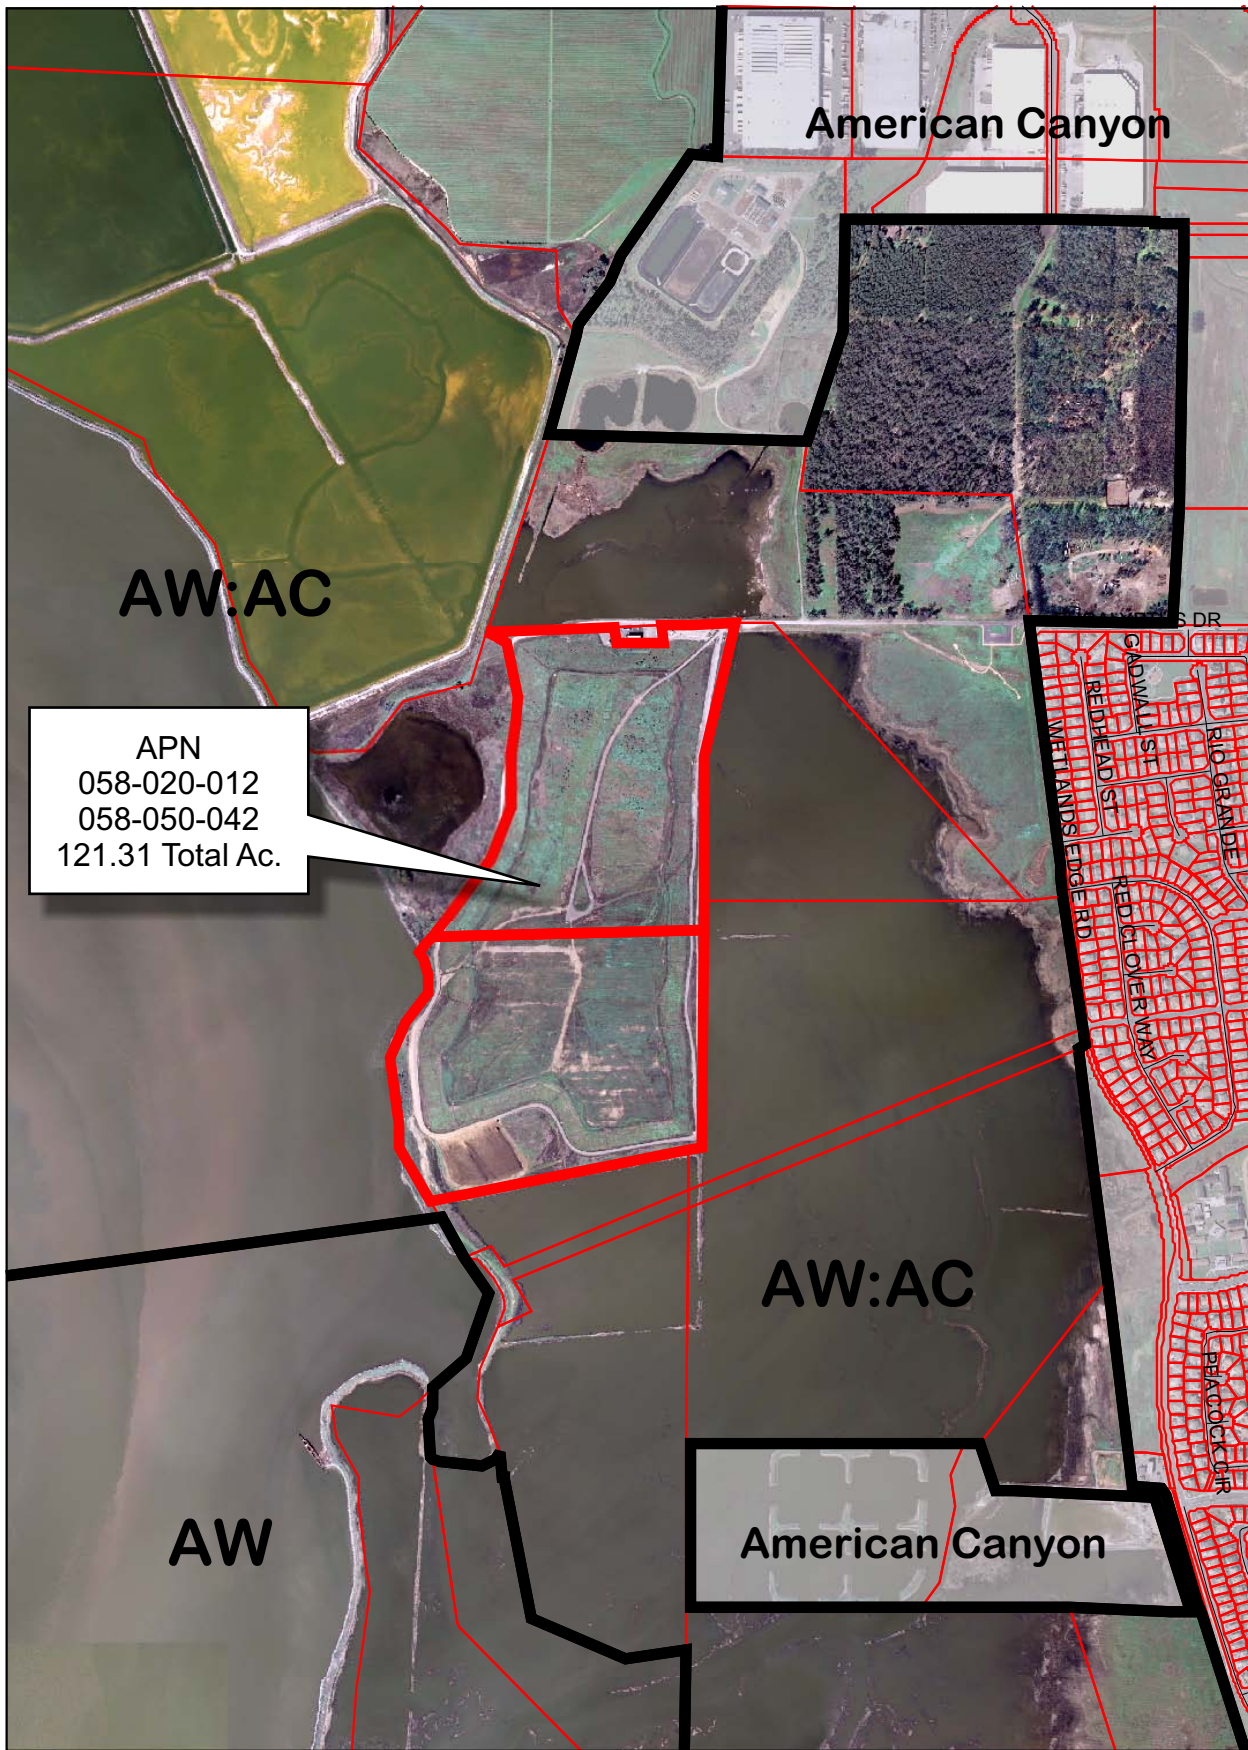 American Canyon
AW:AC
S DR
GADWALL ST
REDHEAD ST
RIO GRANDE
WETLANDS EDGE RD
APN
058-020-012
058-050-042
121.31 Total Ac.
RED CLOVER WAY
AW:AC
PEACOCK CIR
AW
American Canyon